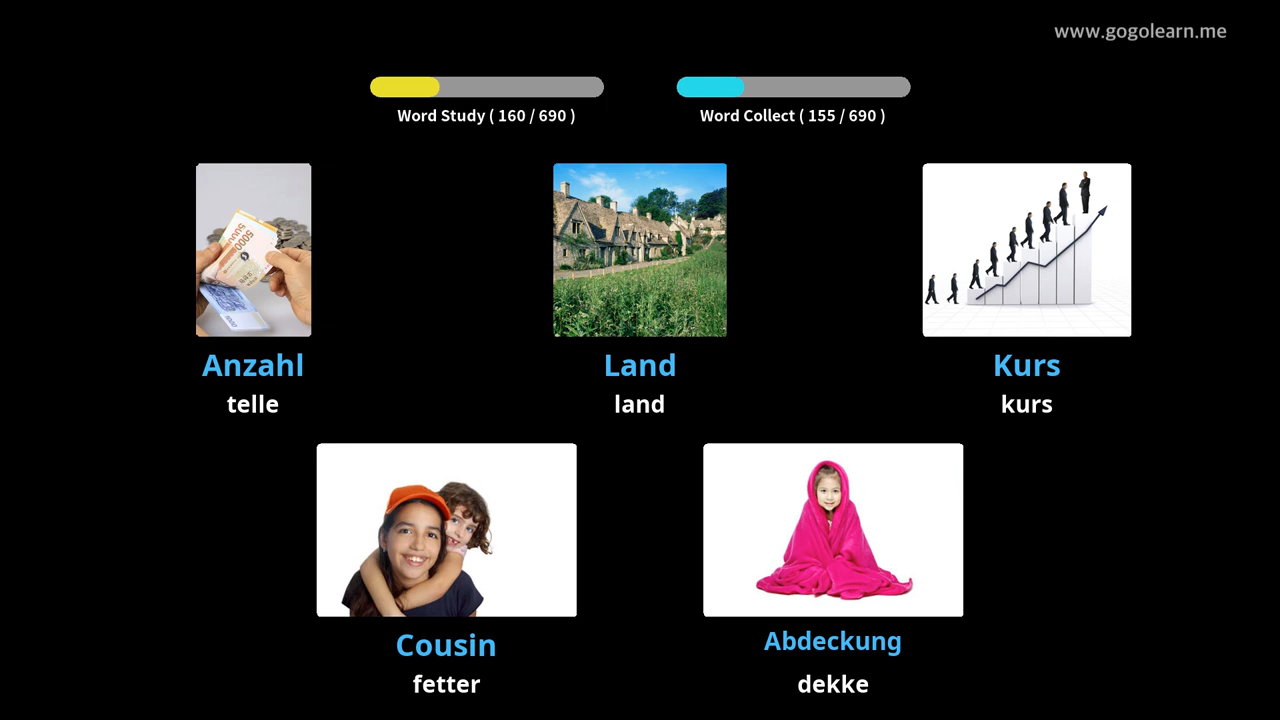 www.gogolearn.me
Word Study ( 160 / 690 )
Word Collect ( 155 / 690 )
Anzahl
telle
Land
land
Kurs
kurs
Cousin
fetter
Abdeckung
dekke